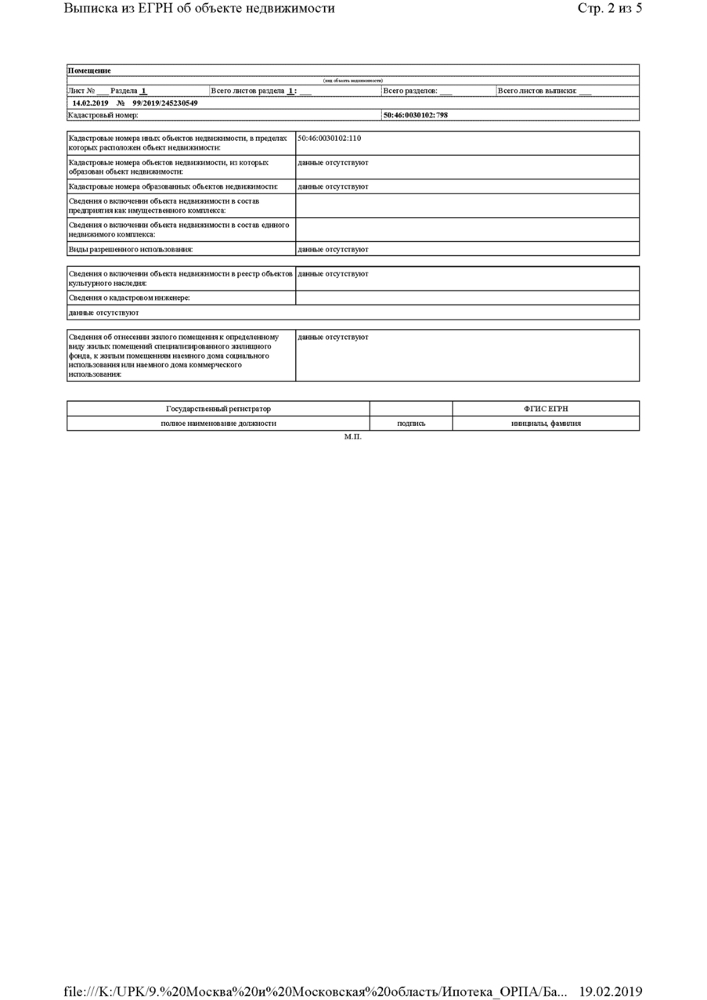 Выписка из ЕГРН об объекте недвижимости Стр. 2 из 5
Помещение
(вид объекта недвижимости)
Лист № ___ Раздела 1 Всего листов раздела 1 : ___ Всего разделов: ___ Всего листов выписки: ___
14.02.2019 № 99/2019/245230549
Кадастровый номер: 50:46:0030102:798
Кадастровые номера иных объектов недвижимости, в пределах 50:46:0030102:110
которых расположен объект недвижимости:
Кадастровые номера объектов недвижимости, из которых данные отсутствуют
образован объект недвижимости:
Кадастровые номера образованных объектов недвижимости: данные отсутствуют
Сведения о включении объекта недвижимости в состав
предприятия как имущественного комплекса:
Сведения о включении объекта недвижимости в состав единого
недвижимого комплекса:
Виды разрешенного использования: данные отсутствуют
Сведения о включении объекта недвижимости в реестр объектов данные отсутствуют
культурного наследия:
Сведения о кадастровом инженере:
данные отсутствуют
Сведения об отнесении жилого помещения к определенному данные отсутствуют
виду жилых помещений специализированного жилищного
фонда, к жилым помещениям наемного дома социального
использования или наемного дома коммерческого
использования:
Государственный регистратор ФГИС ЕГРН
полное наименование должности подпись инициалы, фамилия
М.П.
file:///K:/UPK/9.%20Москва%20и%20Московская%20область/Ипотека_ОРПА/Ба... 19.02.2019